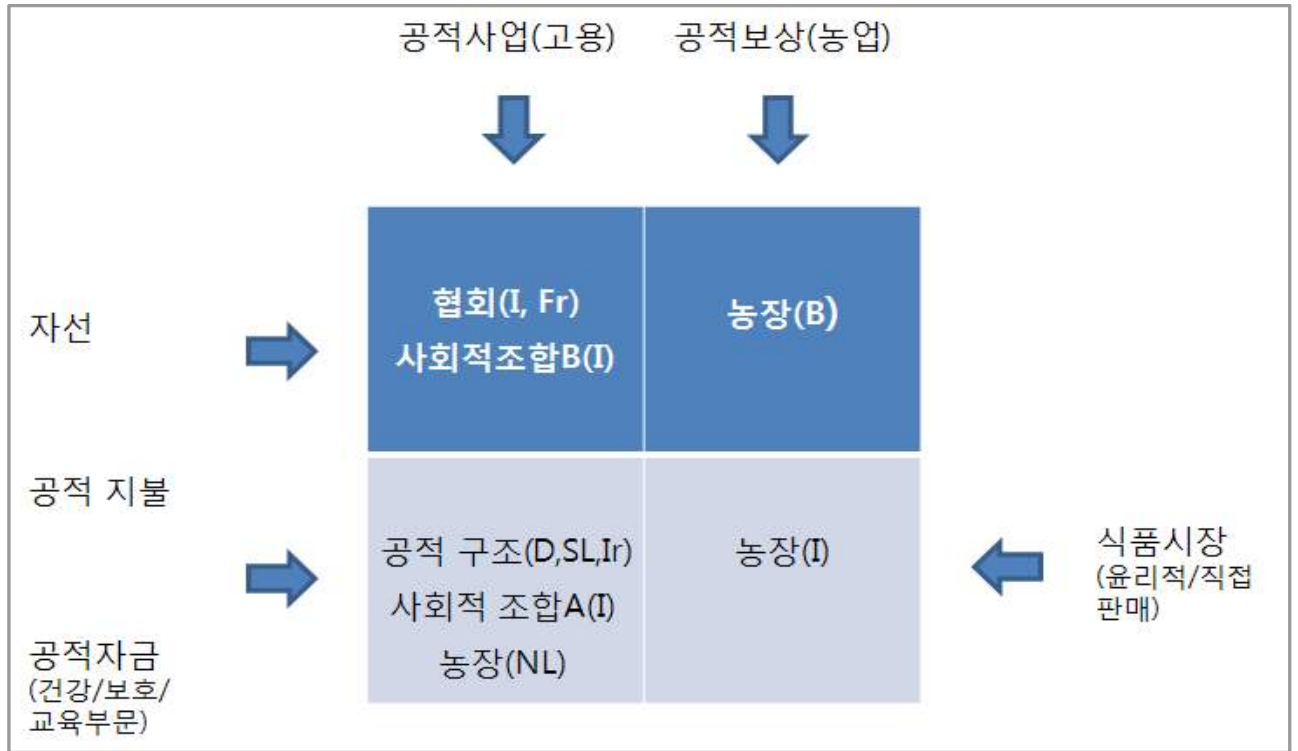 공적사업(고용) 공적보상(농업)
자선
협회(I, Fr)
사회적조합B(I)
농장(B)
공적 지불
공적 구조(D,SL,Ir)
사회적 조합A(I)
농장(NL)
농장(I)
식품시장
(윤리적/직접
판매)
공적자금
(건강/보호/
교육부문)